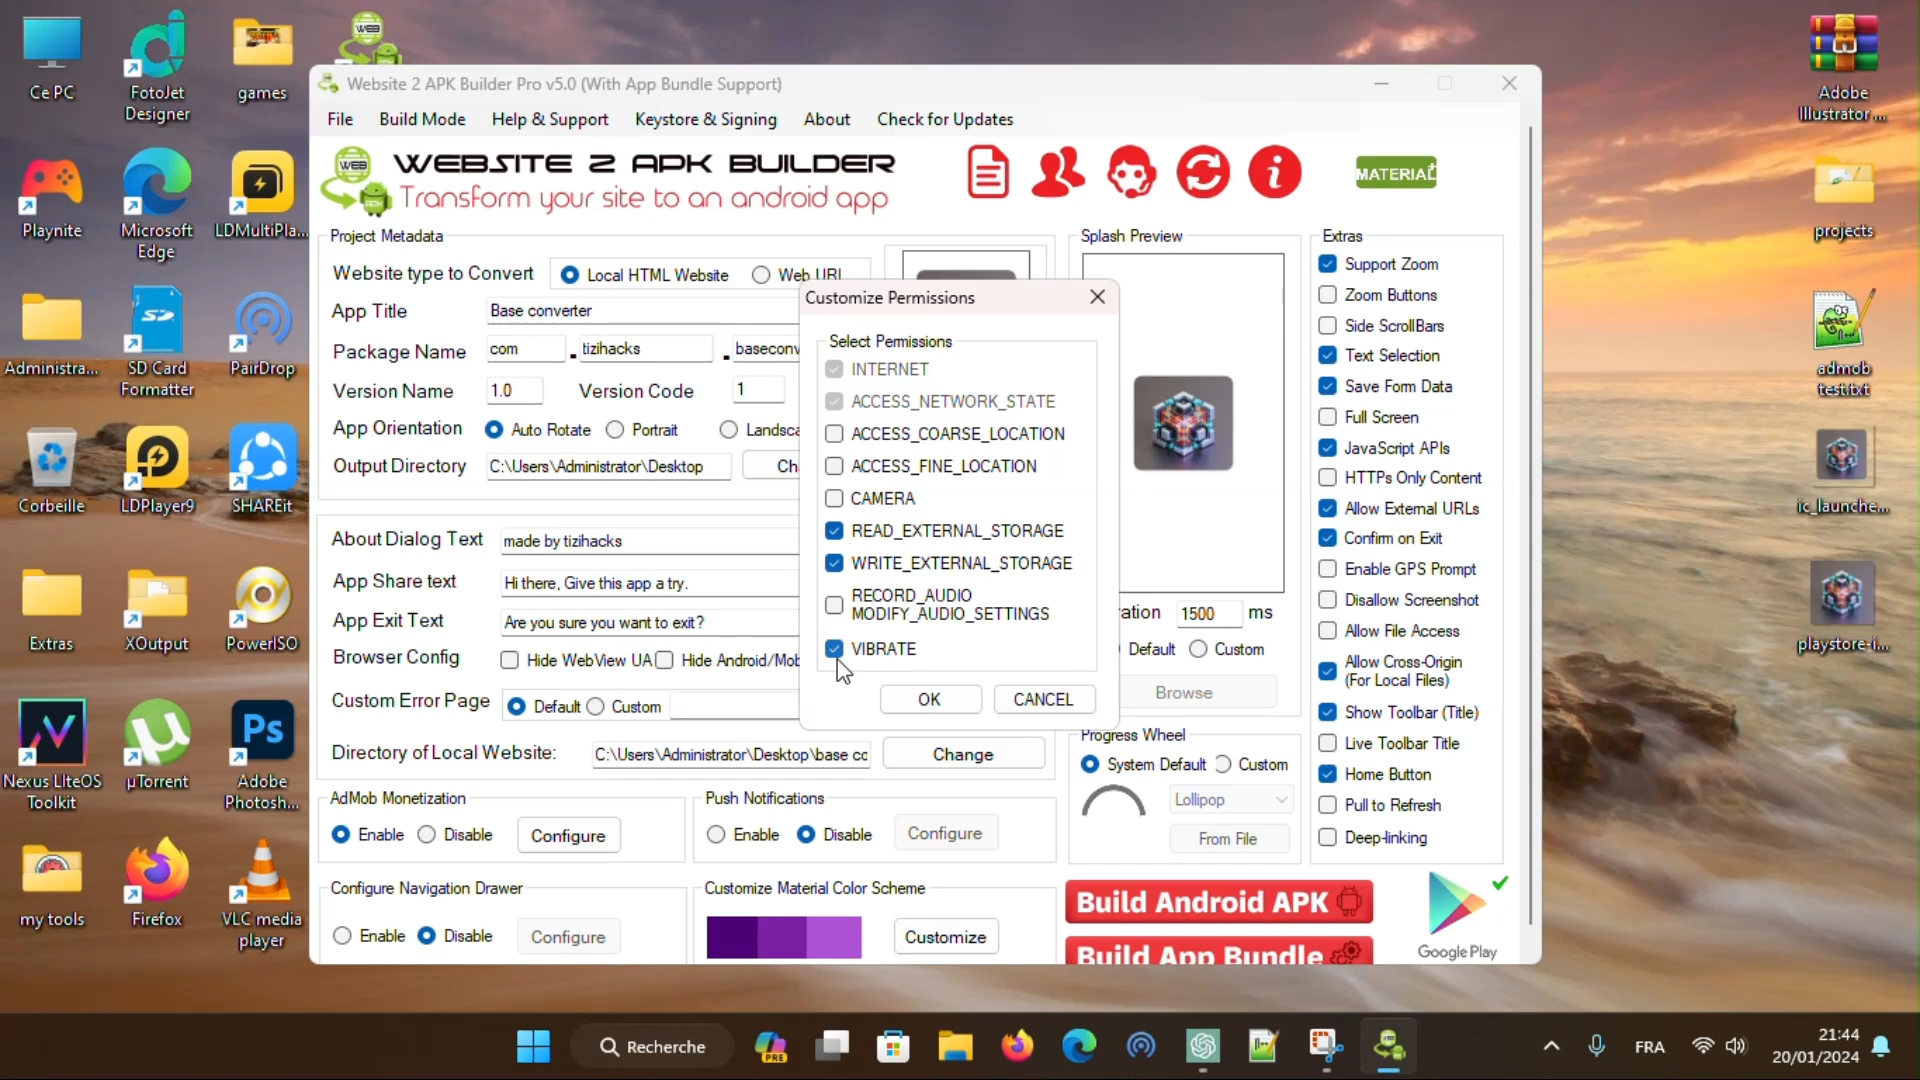 Ce PC
FotoJet
Designer
games
Playnite
Microsoft
Edge
LDMultiPla...
Administra...
SD Card
Formatter
PairDrop
Corbeille
LDPlayer9
SHAREit
Extras
XOutput
PowerISO
Nexus LIteOS
Toolkit
µTorrent
Adobe
Photosh...
my tools
Firefox
VLC media
player
Adobe
Illustrator ...
projects
admob
test.txt
ic_launche...
playstore-i...
Website 2 APK Builder Pro v5.0 (With App Bundle Support)
File Build Mode Help & Support Keystore & Signing About Check for Updates
WEBSITE 2 APK BUILDER
Transform your site to an android app
MATERIAL
Project Metadata
Website type to Convert Local HTML Website Web URL
App Title Base converter
Package Name com . tizihacks . baseconv
Version Name 1.0 Version Code 1
App Orientation Auto Rotate Portrait Landsca
Output Directory C:\Users\Administrator\Desktop Ch
About Dialog Text made by tizihacks
App Share text Hi there, Give this app a try.
App Exit Text Are you sure you want to exit?
Browser Config Hide WebView UA Hide Android/Mob
Custom Error Page Default Custom
Directory of Local Website: C:\Users\Administrator\Desktop\base co Change
AdMob Monetization
Enable Disable Configure
Push Notifications
Enable Disable Configure
Configure Navigation Drawer
Enable Disable Configure
Customize Material Color Scheme
Customize
Customize Permissions
Select Permissions
INTERNET
ACCESS_NETWORK_STATE
ACCESS_COARSE_LOCATION
ACCESS_FINE_LOCATION
CAMERA
READ_EXTERNAL_STORAGE
WRITE_EXTERNAL_STORAGE
RECORD_AUDIO
MODIFY_AUDIO_SETTINGS
VIBRATE
OK CANCEL
Splash Preview
ration 1500 ms
Default Custom
Browse
Progress Wheel
System Default Custom
Lollipop
From File
Extras
Support Zoom
Zoom Buttons
Side ScrollBars
Text Selection
Save Form Data
Full Screen
JavaScript APIs
HTTPs Only Content
Allow External URLs
Confirm on Exit
Enable GPS Prompt
Disallow Screenshot
Allow File Access
Allow Cross-Origin
(For Local Files)
Show Toolbar (Title)
Live Toolbar Title
Home Button
Pull to Refresh
Deep-linking
Build Android APK
Build App Bundle
Google Play
Recherche
PRE
FRA
21:44
20/01/2024